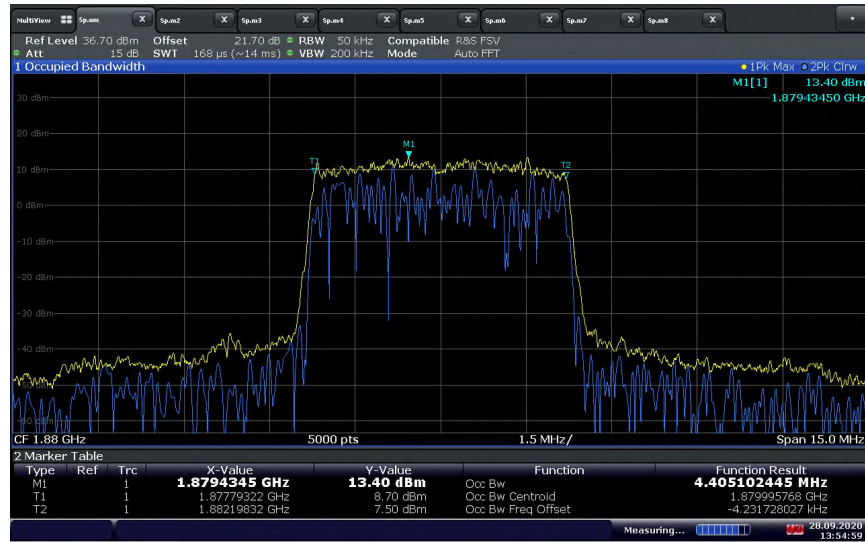 MultiView Sp.um X Sp.m2 X Sp.m3 X Sp.m4 X Sp.m5 X Sp.m6 X Sp.m7 X Sp.m8 X
Ref Level 36.70 dBm Offset 21.70 dB RBW 50 kHz Compatible R&S FSV
Att 15 dB SWT 168 µs (~14 ms) VBW 200 kHz Mode Auto FFT
1 Occupied Bandwidth 1Pk Max 2Pk Clrw
M1[1] 13.40 dBm
1.87943450 GHz
30 dBm
20 dBm
M1
T1 T2
10 dBm
0 dBm
-10 dBm
-20 dBm
-30 dBm
-40 dBm
CF 1.88 GHz 5000 pts 1.5 MHz/ Span 15.0 MHz
2 Marker Table
Type Ref Trc X-Value Y-Value Function Function Result
M1 1 1.8794345 GHz 13.40 dBm Occ Bw 4.405102445 MHz
T1 1 1.87779322 GHz 8.70 dBm Occ Bw Centroid 1.879995768 GHz
T2 1 1.88219832 GHz 7.50 dBm Occ Bw Freq Offset -4.231728027 kHz
Measuring... 28.09.2020
13:54:59